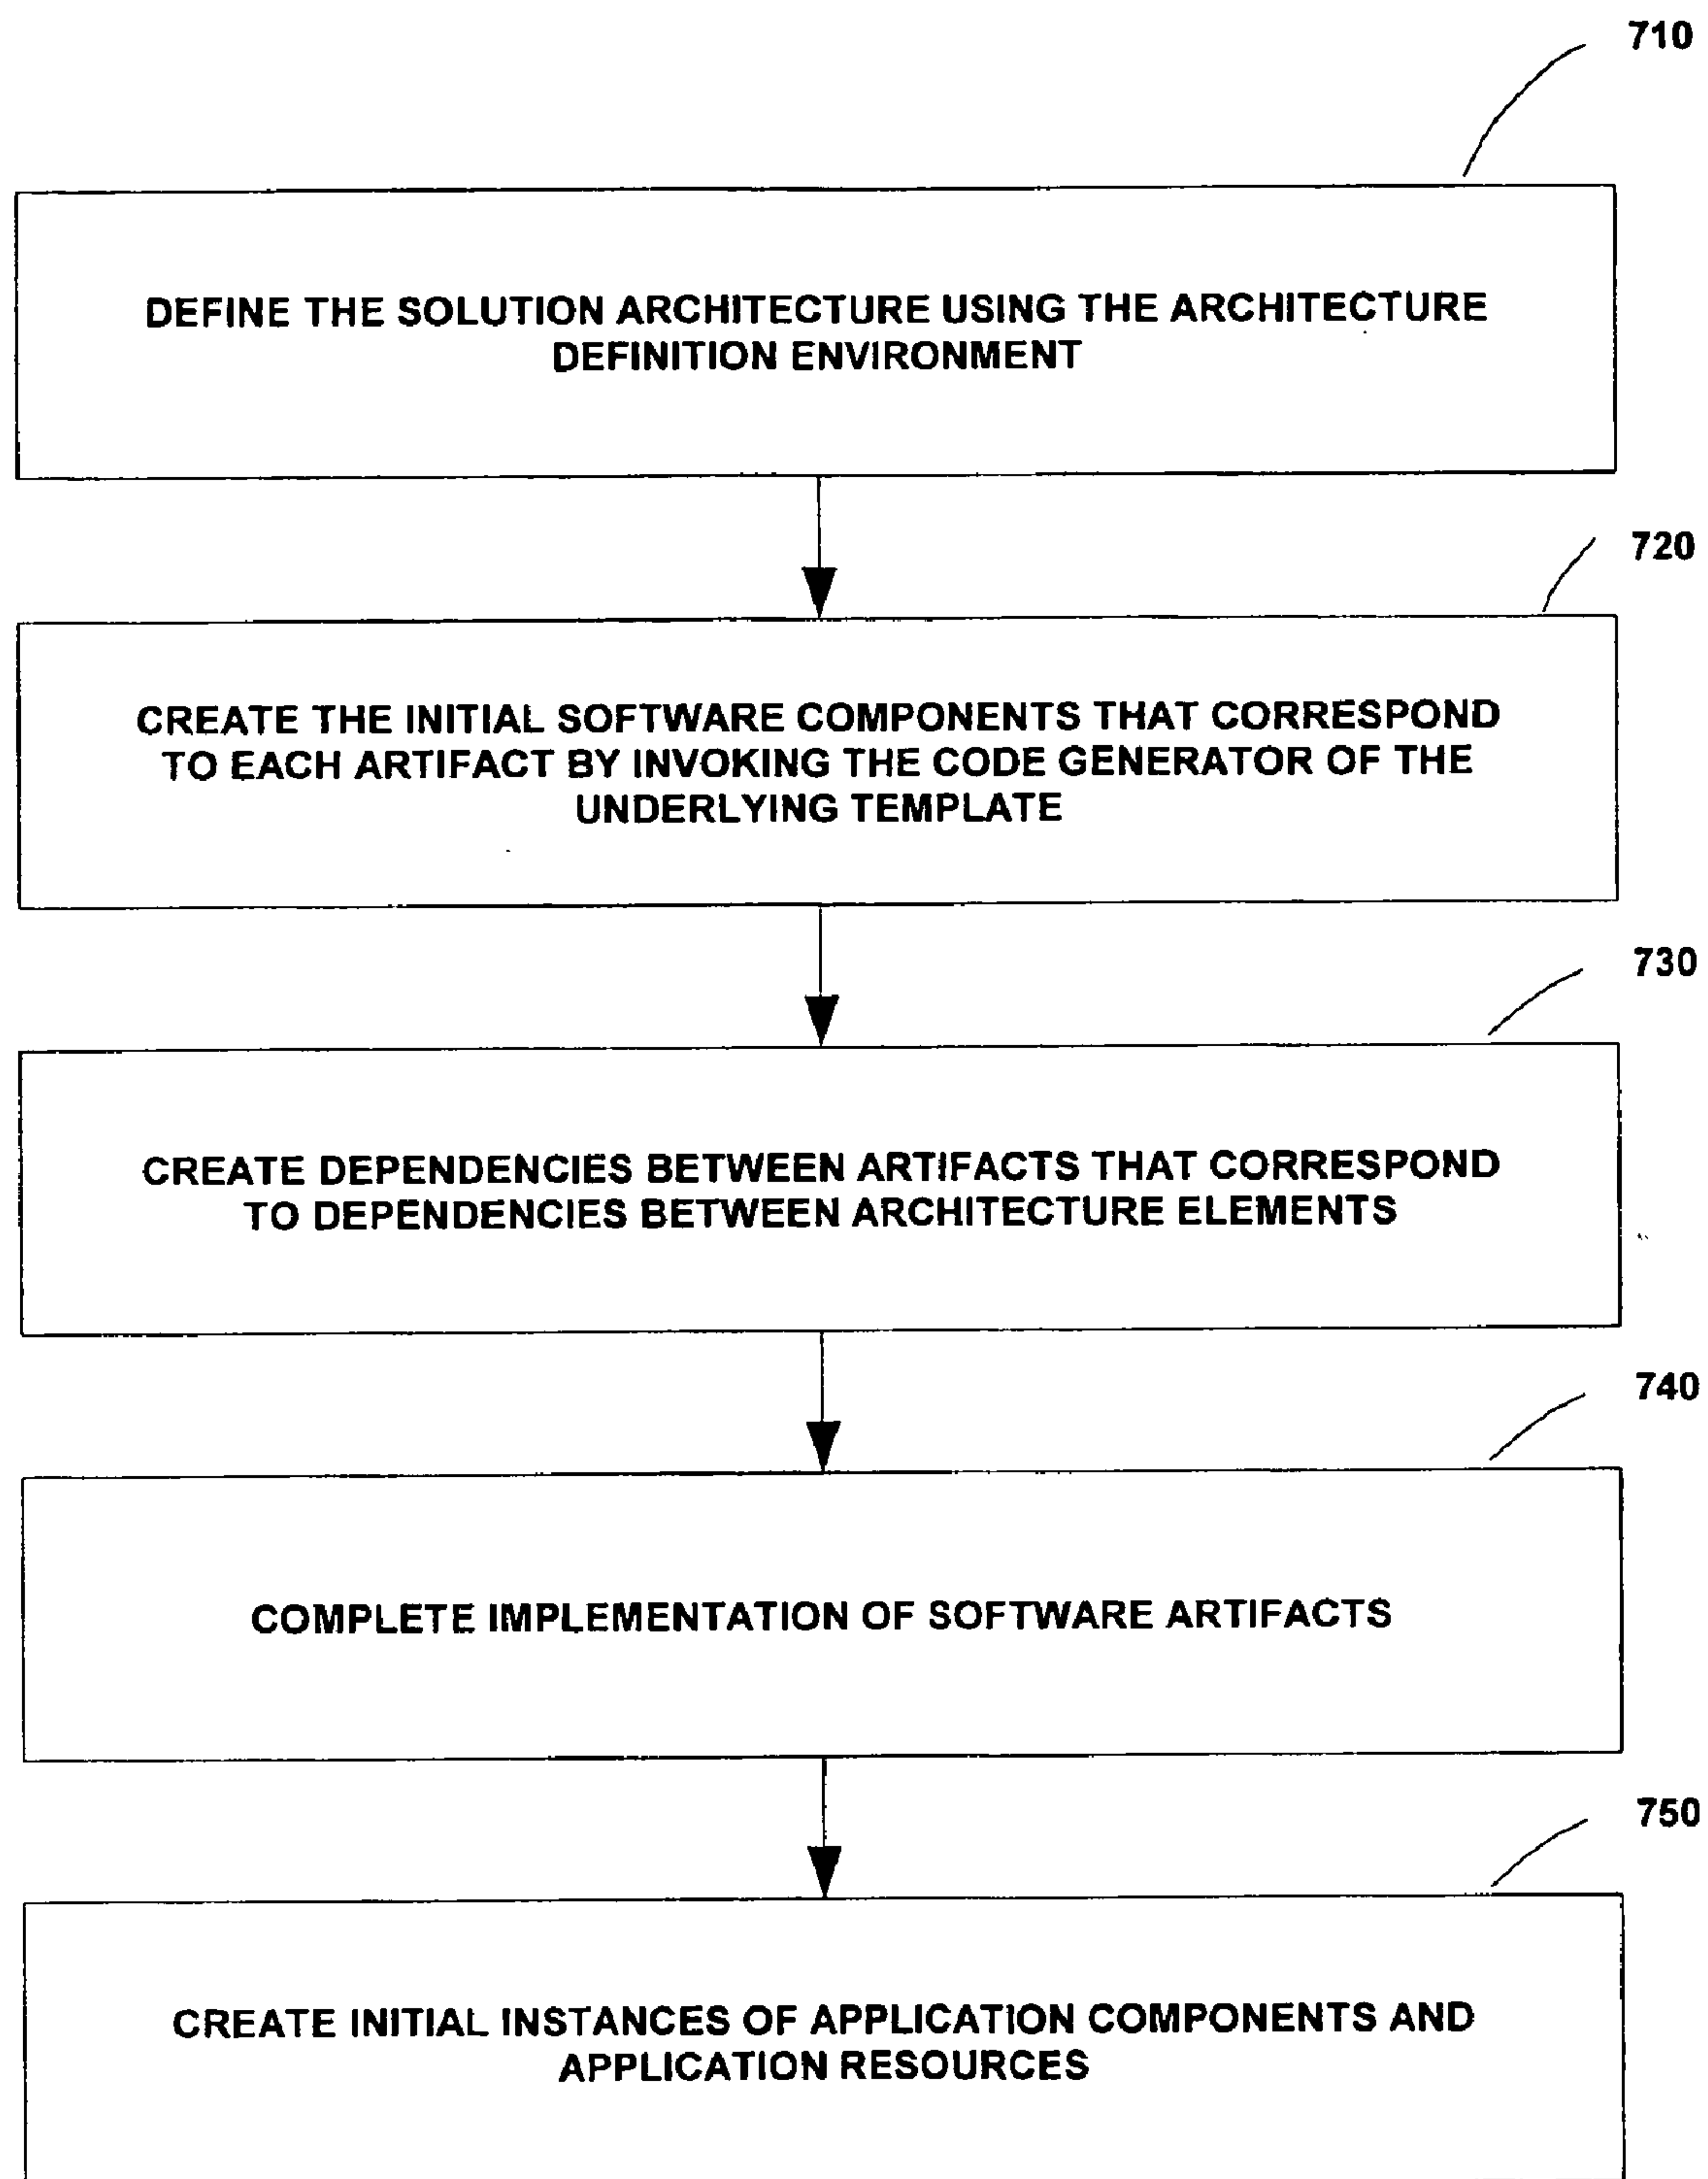 710
DEFINE THE SOLUTION ARCHITECTURE USING THE ARCHITECTURE
DEFINITION ENVIRONMENT
720
CREATE THE INITIAL SOFTWARE COMPONENTS THAT CORRESPOND
TO EACH ARTIFACT BY INVOKING THE CODE GENERATOR OF THE
UNDERLYING TEMPLATE
730
CREATE DEPENDENCIES BETWEEN ARTIFACTS THAT CORRESPOND
TO DEPENDENCIES BETWEEN ARCHITECTURE ELEMENTS
740
COMPLETE IMPLEMENTATION OF SOFTWARE ARTIFACTS
750
CREATE INITIAL INSTANCES OF APPLICATION COMPONENTS AND
APPLICATION RESOURCES